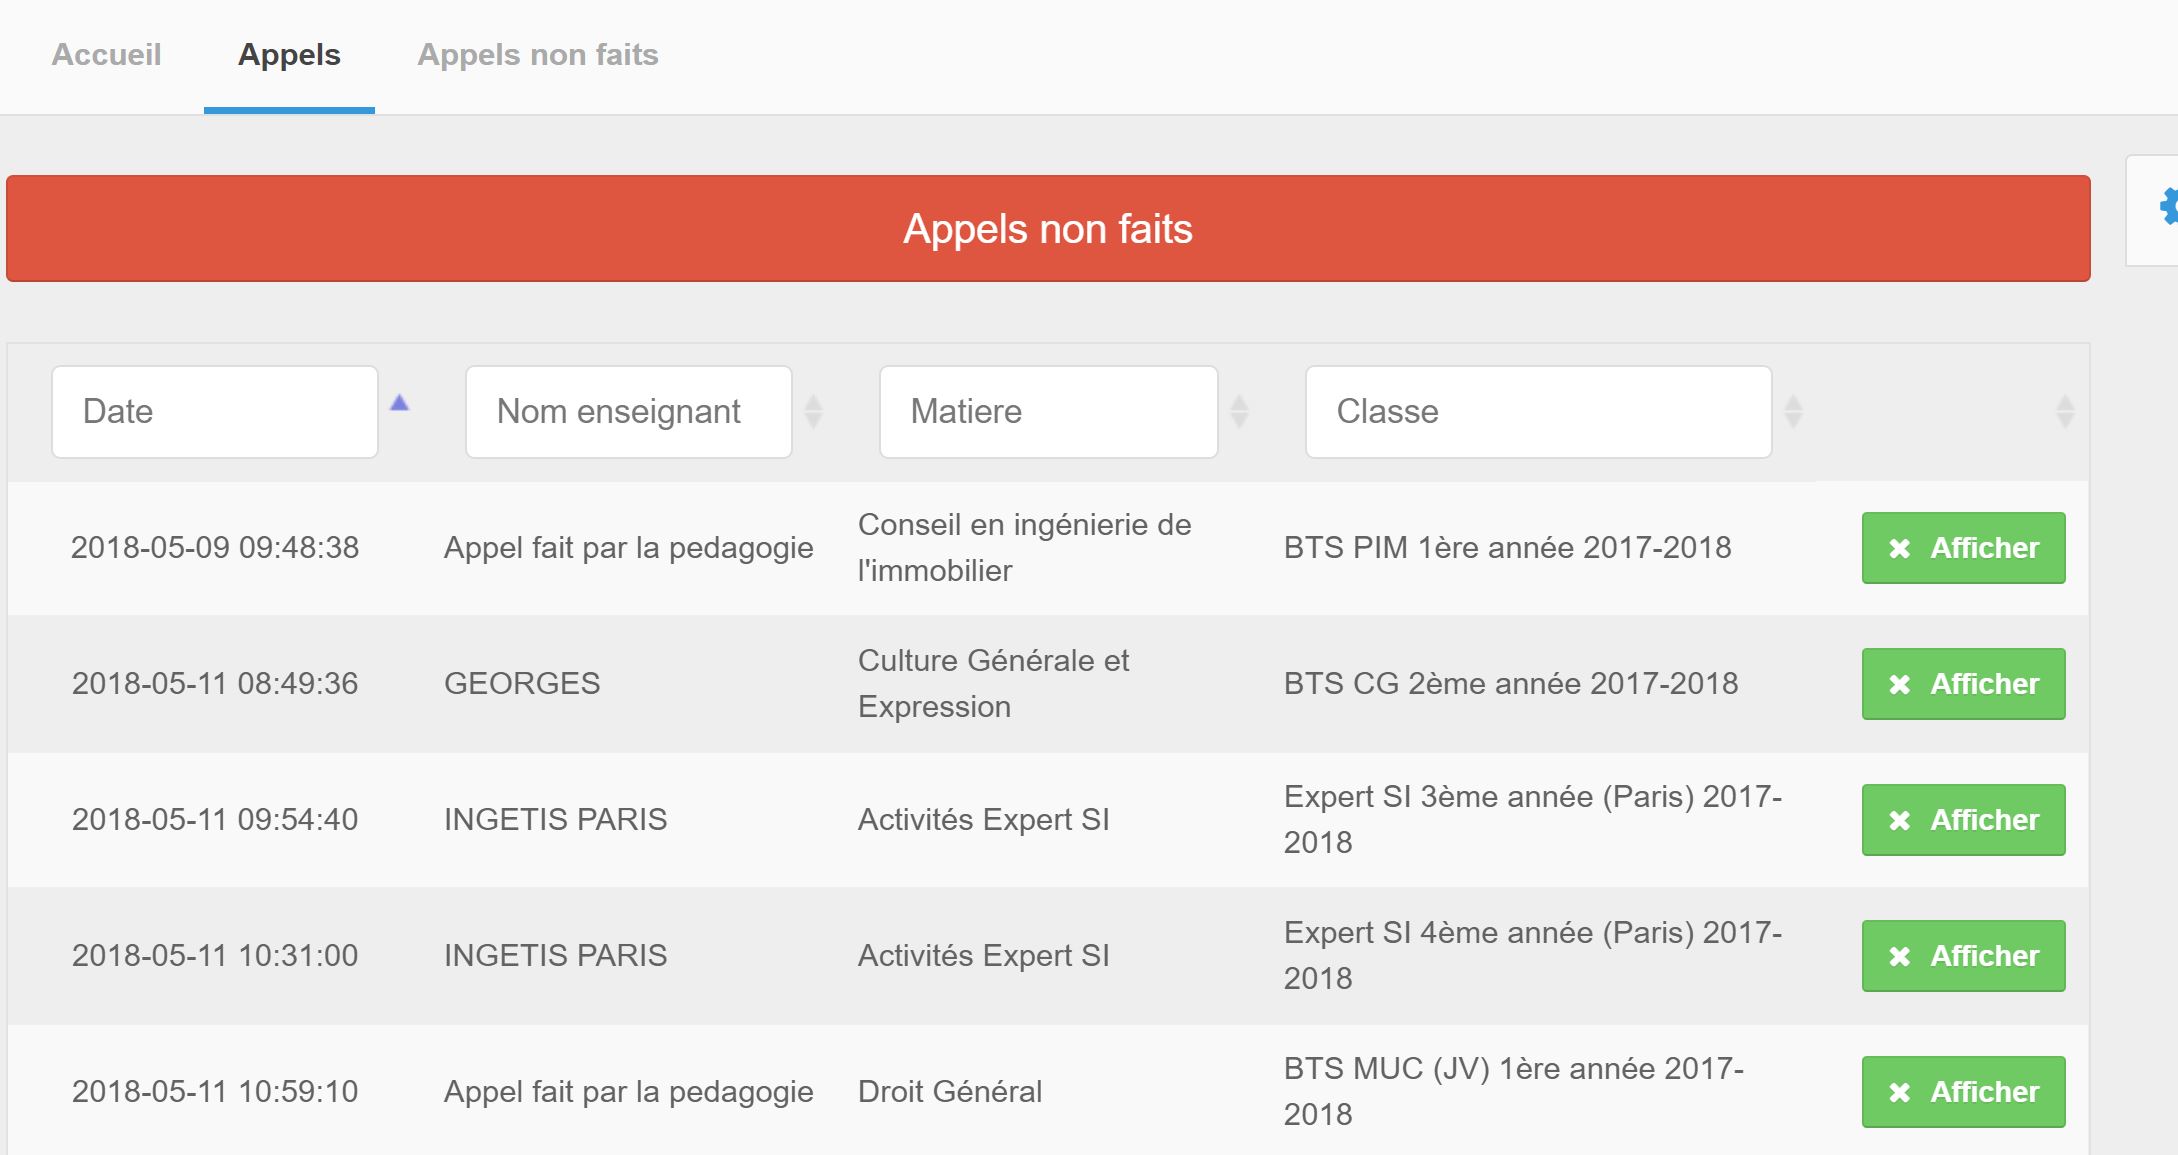 Accueil Appels Appels non faits
Appels non faits
Date Nom enseignant Matiere Classe
2018-05-09 09:48:38 Appel fait par la pedagogie Conseil en ingénierie de l'immobilier BTS PIM 1ère année 2017-2018 Afficher
2018-05-11 08:49:36 GEORGES Culture Générale et Expression BTS CG 2ème année 2017-2018 Afficher
2018-05-11 09:54:40 INGETIS PARIS Activités Expert SI Expert SI 3ème année (Paris) 2017-2018 Afficher
2018-05-11 10:31:00 INGETIS PARIS Activités Expert SI Expert SI 4ème année (Paris) 2017-2018 Afficher
2018-05-11 10:59:10 Appel fait par la pedagogie Droit Général BTS MUC (JV) 1ère année 2017-2018 Afficher